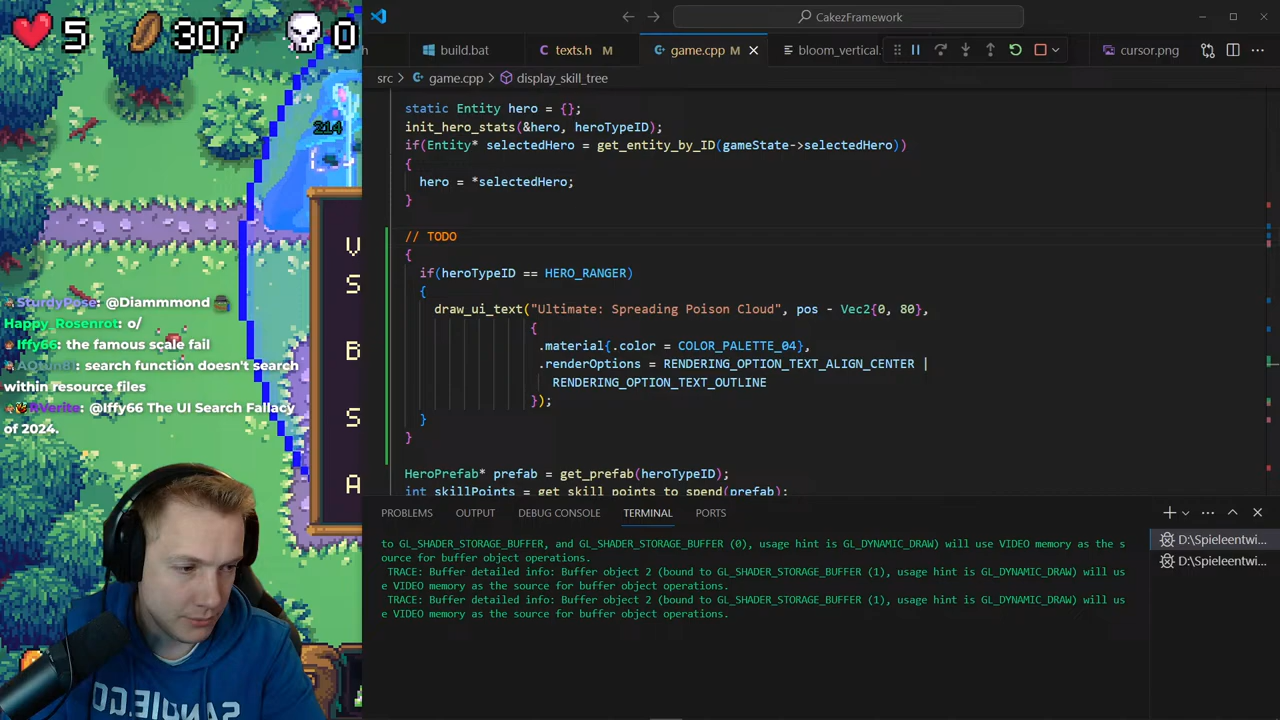 5 307 0
214
V
S
B
S
A
SturdyPose: @Diammmond
Happy_Rosenrot: o/
Iffy66: the famous scale fail
search function doesn't search
within resource files
@Iffy66 The UI Search Fallacy
of 2024.
SANDIEGO
CakezFramework
h
build.bat
texts.h M
game.cpp M
bloom_vertical.
cursor.png
src > game.cpp > display_skill_tree
static Entity hero = {};
init_hero_stats(&hero, heroTypeID);
if(Entity* selectedHero = get_entity_by_ID(gameState->selectedHero))
{
hero = *selectedHero;
}
// TODO
{
if(heroTypeID == HERO_RANGER)
{
draw_ui_text("Ultimate: Spreading Poison Cloud", pos - Vec2{0, 80},
{
.material{.color = COLOR_PALETTE_04},
.renderOptions = RENDERING_OPTION_TEXT_ALIGN_CENTER |
RENDERING_OPTION_TEXT_OUTLINE
});
}
}
HeroPrefab* prefab = get_prefab(heroTypeID);
int skillPoints = get_skill_points_to_spend(prefab);
PROBLEMS OUTPUT DEBUG CONSOLE TERMINAL PORTS
to GL_SHADER_STORAGE_BUFFER, and GL_SHADER_STORAGE_BUFFER (0), usage hint is GL_DYNAMIC_DRAW) will use VIDEO memory as the s
ource for buffer object operations.
TRACE: Buffer detailed info: Buffer object 2 (bound to GL_SHADER_STORAGE_BUFFER (1), usage hint is GL_DYNAMIC_DRAW) will us
e VIDEO memory as the source for buffer object operations.
TRACE: Buffer detailed info: Buffer object 2 (bound to GL_SHADER_STORAGE_BUFFER (1), usage hint is GL_DYNAMIC_DRAW) will us
e VIDEO memory as the source for buffer object operations.
D:\Spieleentwi...
D:\Spieleentwi...